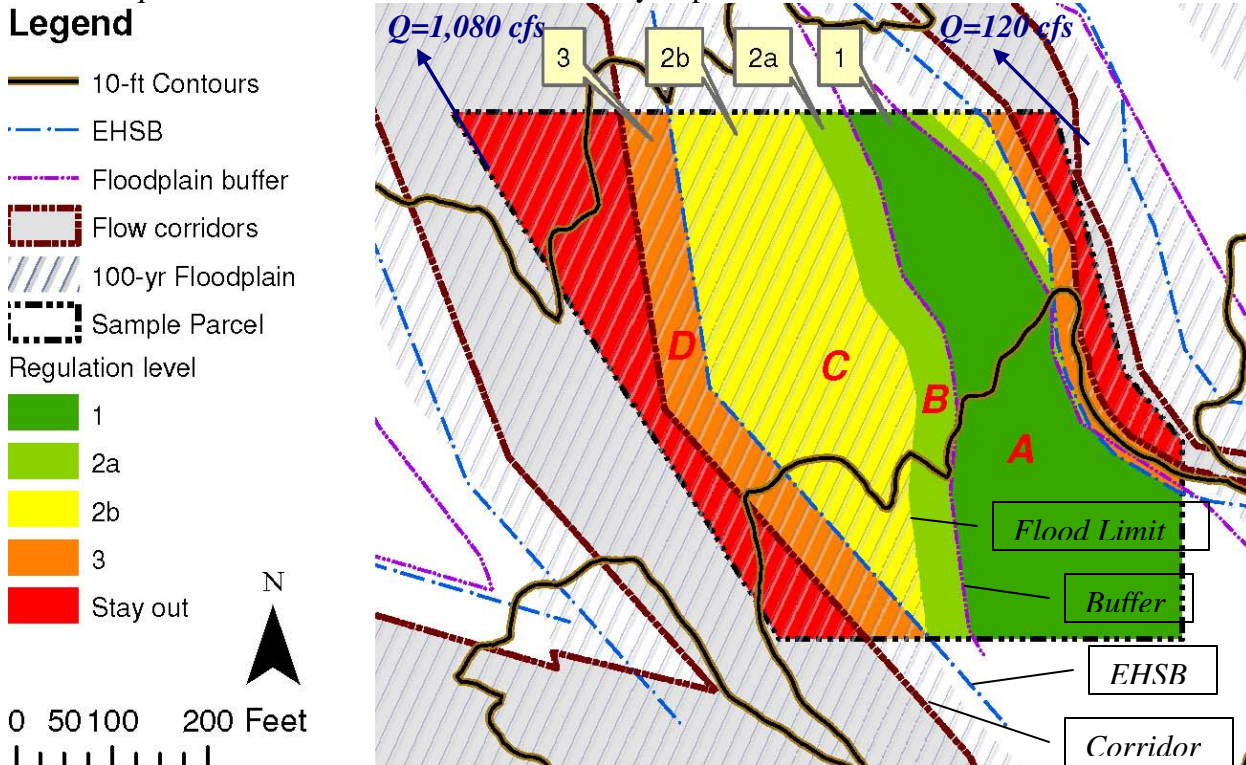 Legend
10-ft Contours
EHSB
Floodplain buffer
Flow corridors
100-yr Floodplain
Sample Parcel
Regulation level
1
2a
2b
3
Stay out
N
0 50 100 200 Feet
Q=1,080 cfs
Q=120 cfs
3
2b
2a
1
D
C
B
A
Flood Limit
Buffer
EHSB
Corridor